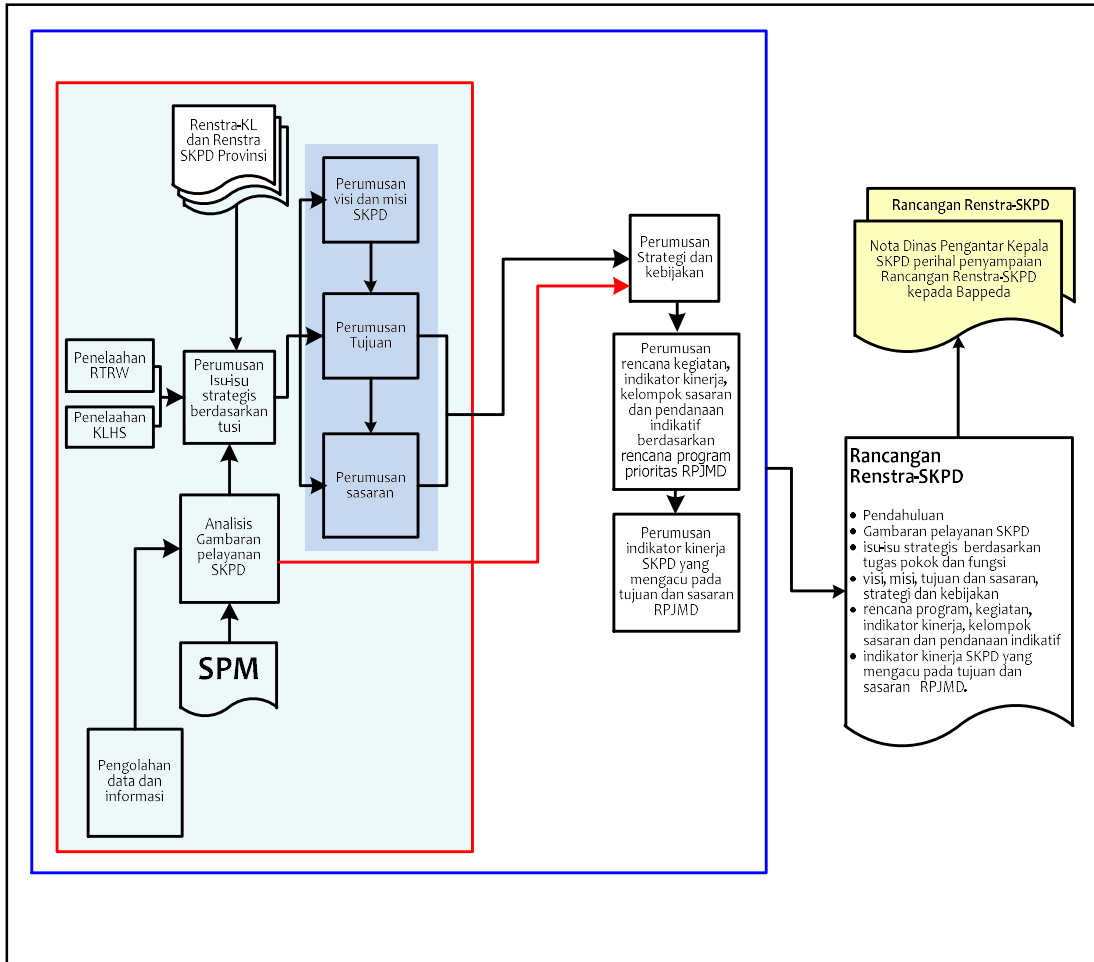 Renstra-KL
dan Renstra
SKPD Provinsi
Perumusan
visi dan misi
SKPD
Perumusan
Tujuan
Perumusan
sasaran
Penelaahan
RTRW
Penelaahan
KLHS
Perumusan
Isu-isu
strategis
berdasarkan
tusi
Analisis
Gambaran
pelayanan
SKPD
SPM
Pengolahan
data dan
informasi
Perumusan
Strategi dan
kebijakan
Perumusan
rencana kegiatan,
indikator kinerja,
kelompok sasaran
dan pendanaan
indikatif
berdasarkan
rencana program
prioritas RPJMD
Perumusan
indikator kinerja
SKPD yang
mengacu pada
tujuan dan sasaran
RPJMD
Rancangan Renstra-SKPD
Nota Dinas Pengantar Kepala
SKPD perihal penyampaian
Rancangan Renstra-SKPD
kepada Bappeda
Rancangan
Renstra-SKPD
• Pendahuluan
• Gambaran pelayanan SKPD
• isu-isu strategis berdasarkan
tugas pokok dan fungsi
• visi, misi, tujuan dan sasaran,
strategi dan kebijakan
• rencana program, kegiatan,
indikator kinerja, kelompok
sasaran dan pendanaan indikatif
• indikator kinerja SKPD yang
mengacu pada tujuan dan
sasaran RPJMD.